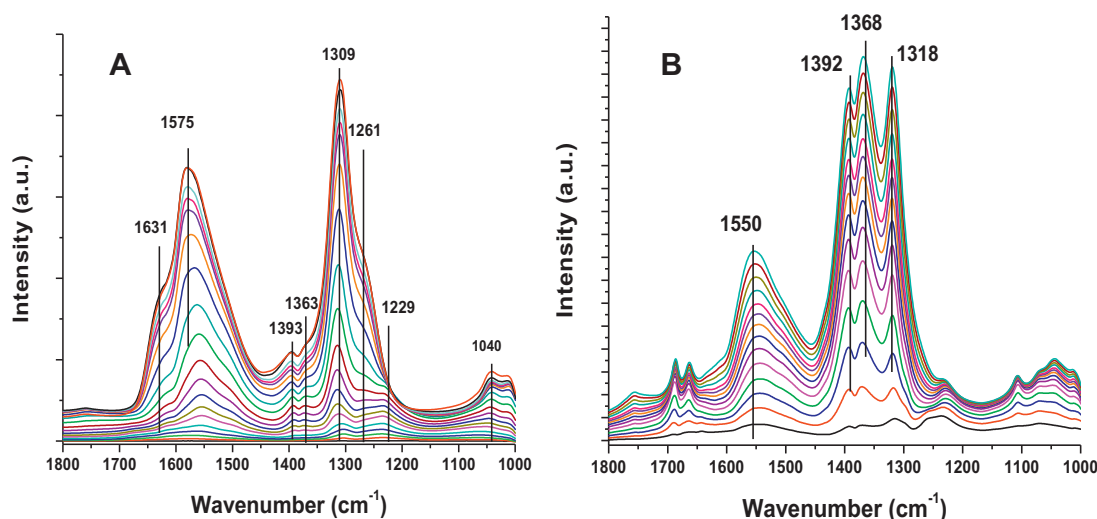 A
1309
1575
1261
1631
1363
1393
1229
1040
Intensity (a.u.)
1800 1700 1600 1500 1400 1300 1200 1100 1000
Wavenumber (cm⁻¹)
B
1368
1392
1318
1550
Intensity (a.u.)
1800 1700 1600 1500 1400 1300 1200 1100 1000
Wavenumber (cm⁻¹)